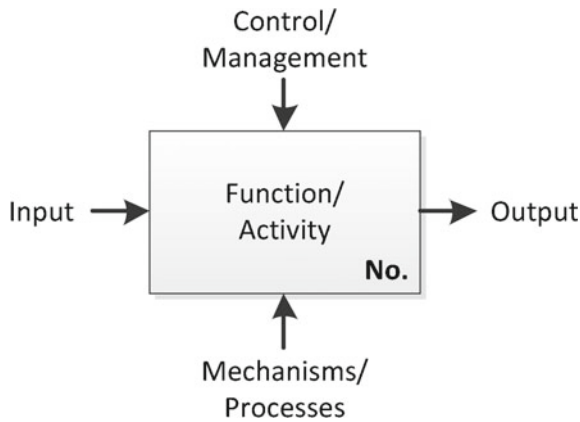 Control/
Management
Input
Function/
Activity
Output
No.
Mechanisms/
Processes